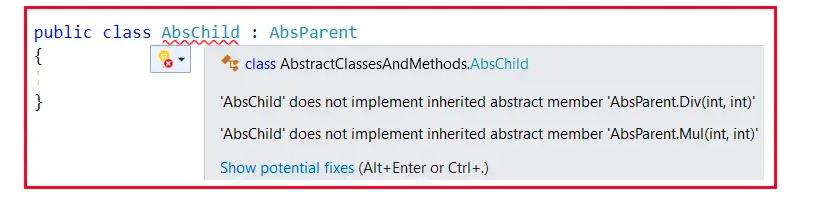 public class AbsChild : AbsParent
{
class AbstractClassesAndMethods.AbsChild
'AbsChild' does not implement inherited abstract member 'AbsParent.Div(int, int)'
}
'AbsChild' does not implement inherited abstract member 'AbsParent.Mul(int, int)'
Show potential fixes (Alt+Enter or Ctrl+.)